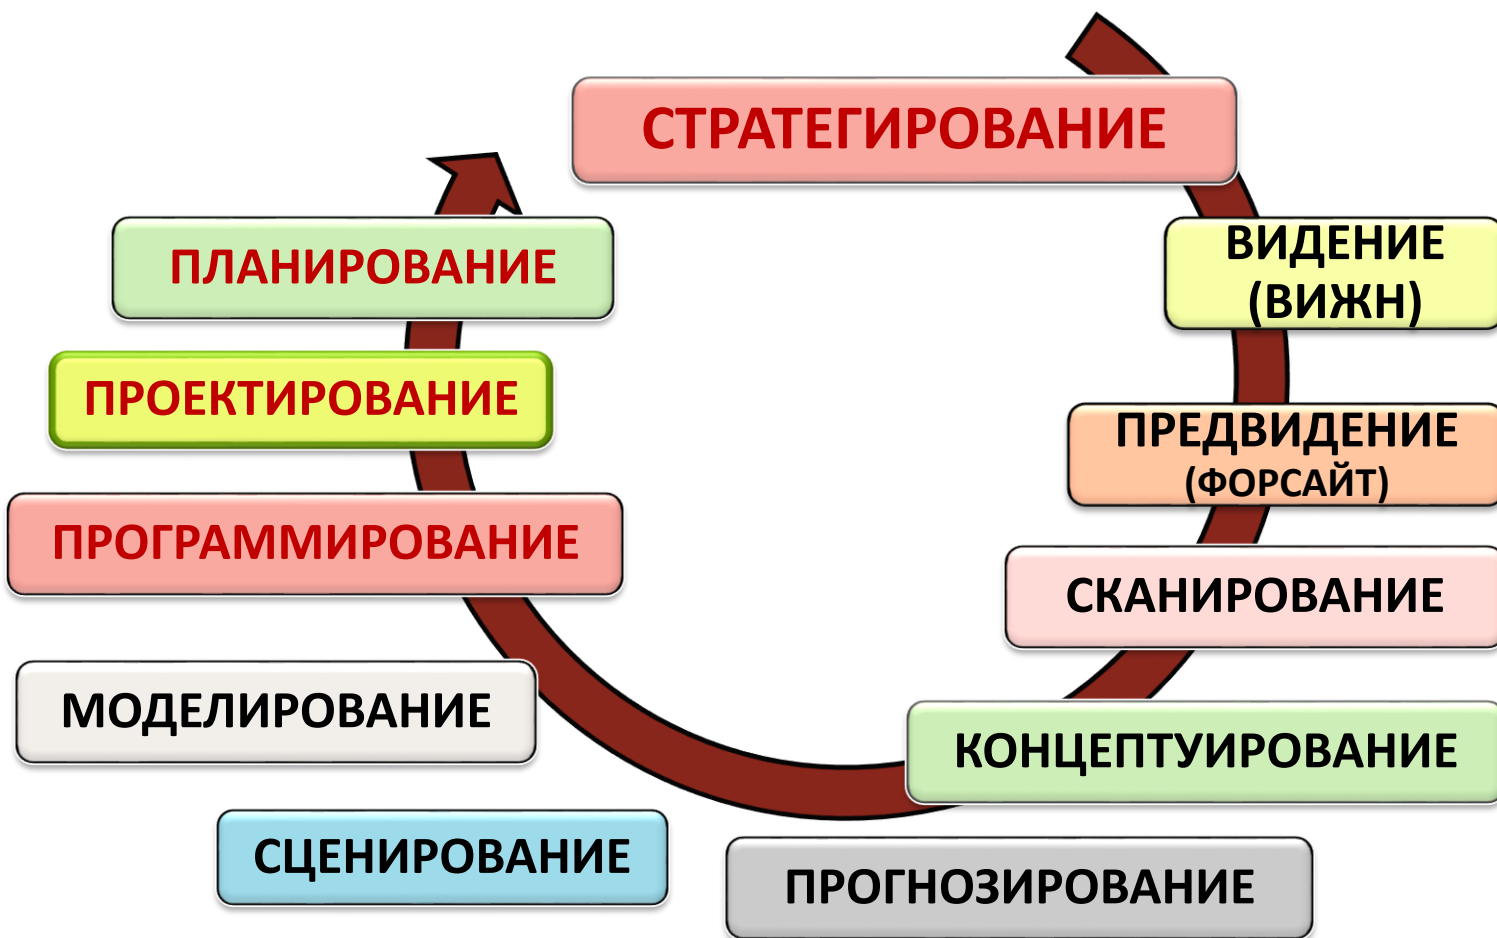 СТРАТЕГИРОВАНИЕ
ВИДЕНИЕ
(ВИЖН)
ПРЕДВИДЕНИЕ
(ФОРСАЙТ)
СКАНИРОВАНИЕ
КОНЦЕПТУИРОВАНИЕ
ПРОГНОЗИРОВАНИЕ
СЦЕНИРОВАНИЕ
МОДЕЛИРОВАНИЕ
ПРОГРАММИРОВАНИЕ
ПРОЕКТИРОВАНИЕ
ПЛАНИРОВАНИЕ